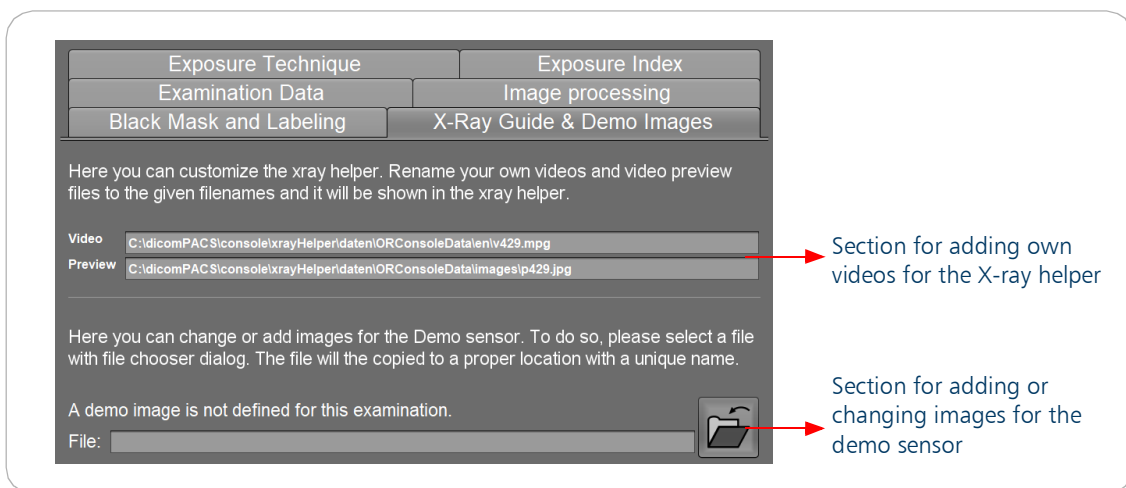 Exposure Technique
Exposure Index
Examination Data
Image processing
Black Mask and Labeling
X-Ray Guide & Demo Images
Here you can customize the xray helper. Rename your own videos and video preview
files to the given filenames and it will be shown in the xray helper.
Video
C:\dicomPACS\console\xrayHelper\daten\ORConsoleData\en\v429.mpg
Preview
C:\dicomPACS\console\xrayHelper\daten\ORConsoleData\images\p429.jpg
Section for adding own
videos for the X-ray helper
Here you can change or add images for the Demo sensor. To do so, please select a file
with file chooser dialog. The file will the copied to a proper location with a unique name.
A demo image is not defined for this examination.
File:
Section for adding or
changing images for the
demo sensor